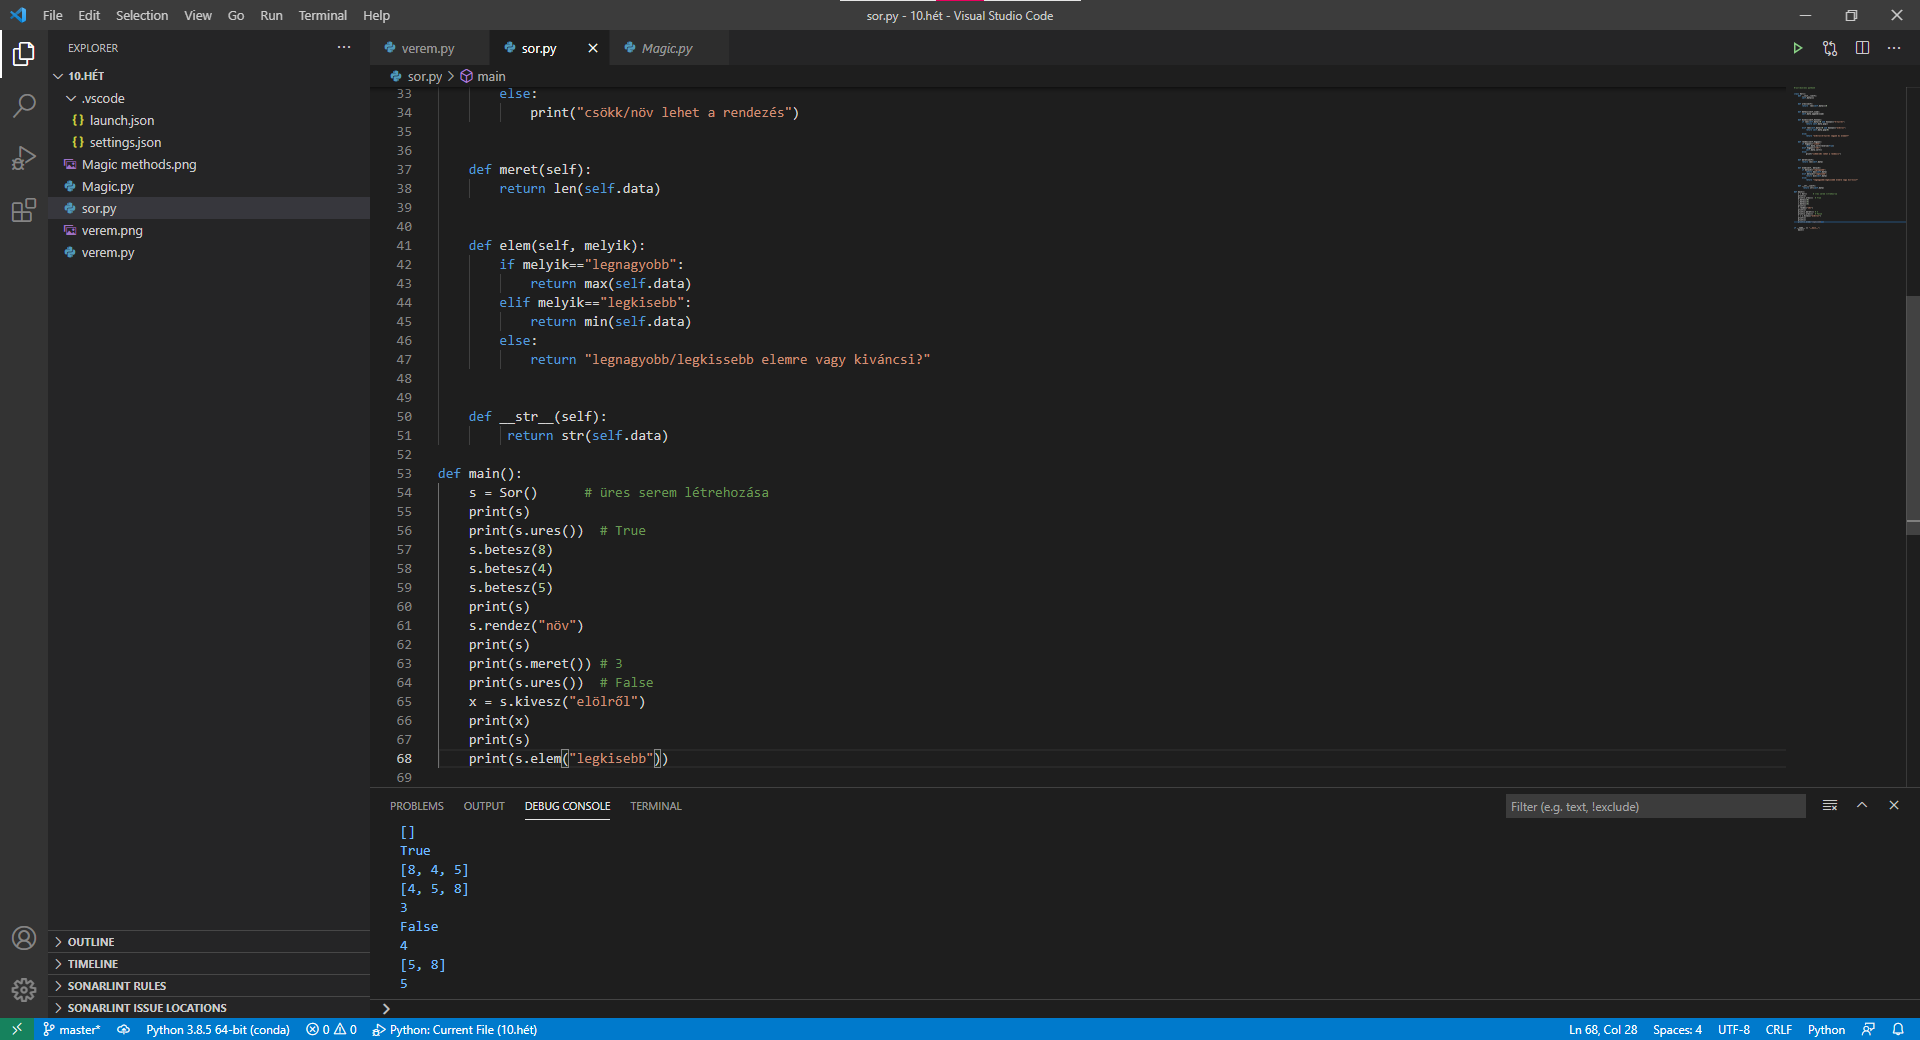 File Edit Selection View Go Run Terminal Help
sor.py - 10.hét - Visual Studio Code
EXPLORER
10.HÉT
.vscode
launch.json
settings.json
Magic methods.png
Magic.py
sor.py
verem.png
verem.py
OUTLINE
TIMELINE
SONARLINT RULES
SONARLINT ISSUE LOCATIONS
verem.py sor.py Magic.py
sor.py > main
33 else:
34 print("csökk/növ lehet a rendezés")
35
36
37 def meret(self):
38 return len(self.data)
39
40
41 def elem(self, melyik):
42 if melyik=="legnagyobb":
43 return max(self.data)
44 elif melyik=="legkisebb":
45 return min(self.data)
46 else:
47 return "legnagyobb/legkissebb elemre vagy kiváncsi?"
48
49
50 def __str__(self):
51 return str(self.data)
52
53 def main():
54 s = Sor() # üres serem létrehozása
55 print(s)
56 print(s.ures()) # True
57 s.betesz(8)
58 s.betesz(4)
59 s.betesz(5)
60 print(s)
61 s.rendez("növ")
62 print(s)
63 print(s.meret()) # 3
64 print(s.ures()) # False
65 x = s.kivesz("elölről")
66 print(x)
67 print(s)
68 print(s.elem("legkisebb"))
69
PROBLEMS OUTPUT DEBUG CONSOLE TERMINAL
Filter (e.g. text, !exclude)
[]
True
[8, 4, 5]
[4, 5, 8]
3
False
4
[5, 8]
5
master* Python 3.8.5 64-bit (conda) 0 0 Python: Current File (10.hét)
Ln 68, Col 28 Spaces: 4 UTF-8 CRLF Python